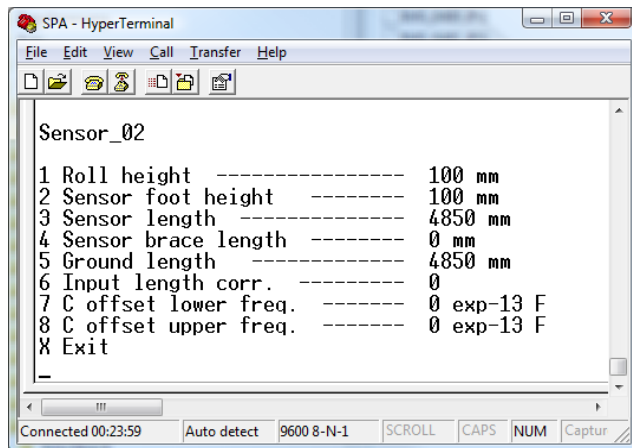 SPA - HyperTerminal
File Edit View Call Transfer Help
Sensor_02
1 Roll height ---------------- 100 mm
2 Sensor foot height -------- 100 mm
3 Sensor length -------------- 4850 mm
4 Sensor brace length -------- 0 mm
5 Ground length -------------- 4850 mm
6 Input length corr. --------- 0
7 C offset lower freq. ------- 0 exp-13 F
8 C offset upper freq. ------- 0 exp-13 F
X Exit
_
Connected 00:23:59 Auto detect 9600 8-N-1 SCROLL CAPS NUM Captur